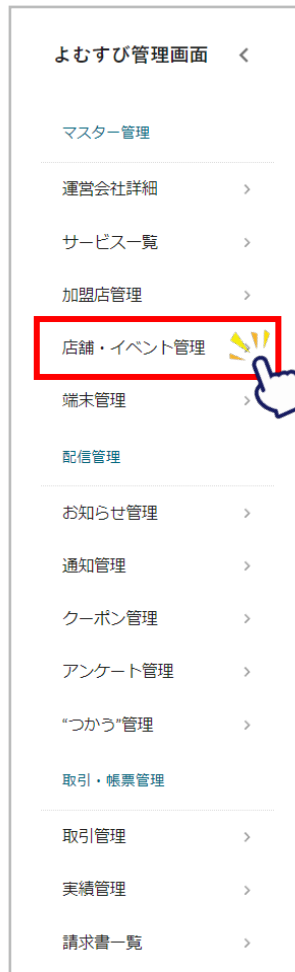 よむすび管理画面
マスター管理
運営会社詳細
サービス一覧
加盟店管理
店舗・イベント管理
端末管理
配信管理
お知らせ管理
通知管理
クーポン管理
アンケート管理
“つかう”管理
取引・帳票管理
取引管理
実績管理
請求書一覧